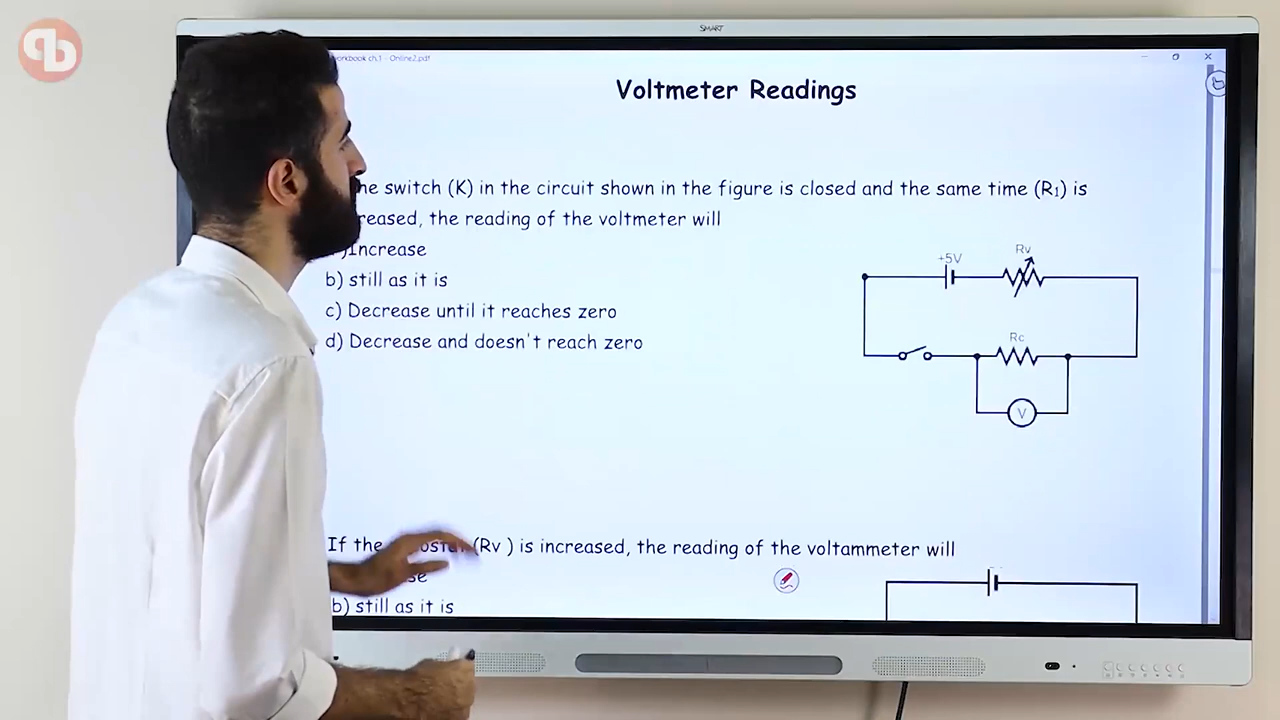 qb
SMART
workbook ch.1 - Online2.pdf
Voltmeter Readings
he switch (K) in the circuit shown in the figure is closed and the same time (R1) is
reased, the reading of the voltmeter will
)Increase
b) still as it is
c) Decrease until it reaches zero
d) Decrease and doesn't reach zero
+5V
Rv
Rc
V
If the (Rv ) is increased, the reading of the voltammeter will
b) still as it is